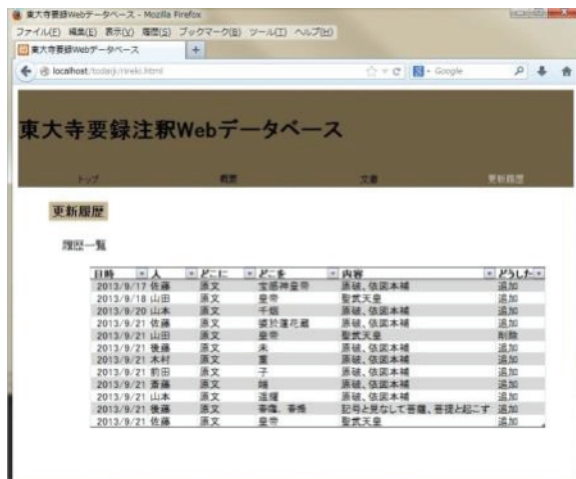 東大寺要録Webデータベース - Mozilla Firefox
ファイル(F) 編集(E) 表示(V) 履歴(S) ブックマーク(B) ツール(T) ヘルプ(H)
東大寺要録Webデータベース +
localhost/todaiji/rireki.html Google
東大寺要録注釈Webデータベース
トップ 概要 文書 更新履歴
更新履歴
履歴一覧
日時 人 どこに どこを 内容 どうした
2013/9/17 佐藤 原文 宝感神皇帝 原破、依図本補 追加
2013/9/18 山田 原文 皇帝 聖武天皇 追加
2013/9/20 山本 原文 千 原破、依図本補 追加
2013/9/21 佐藤 原文 蓮花蔵 原破、依図本補 追加
2013/9/21 山田 原文 皇帝 聖武天皇 削除
2013/9/21 後藤 原文 未 原破、依図本補 追加
2013/9/21 木村 原文 重 原破、依図本補 追加
2013/9/21 前田 原文 子 原破、依図本補 追加
2013/9/21 斎藤 原文 端 原破、依図本補 追加
2013/9/21 山本 原文 原破、依図本補 追加
2013/9/21 後藤 原文 菩薩、菩提 記号と見なして菩薩、菩提と起こす 追加
2013/9/21 佐藤 原文 皇帝 聖武天皇 追加